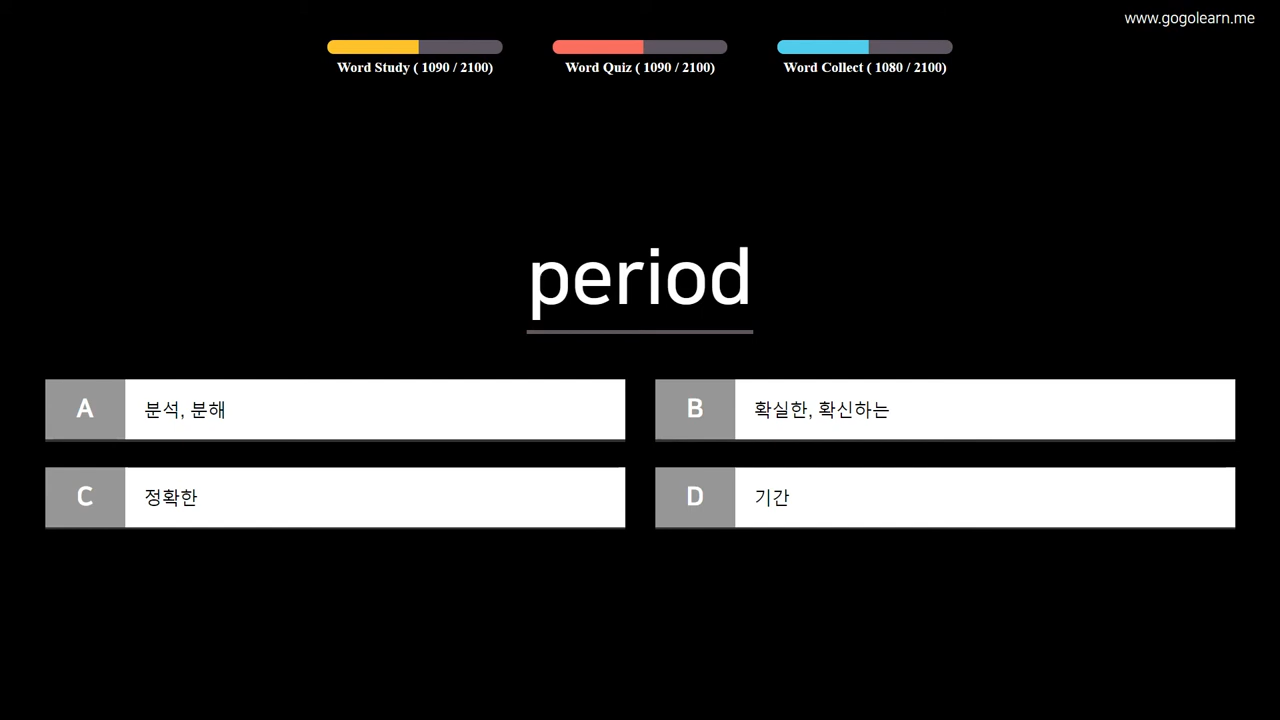 www.gogolearn.me
Word Study ( 1090 / 2100) Word Quiz ( 1090 / 2100) Word Collect ( 1080 / 2100)
period
A 분석, 분해
B 확실한, 확신하는
C 정확한
D 기간